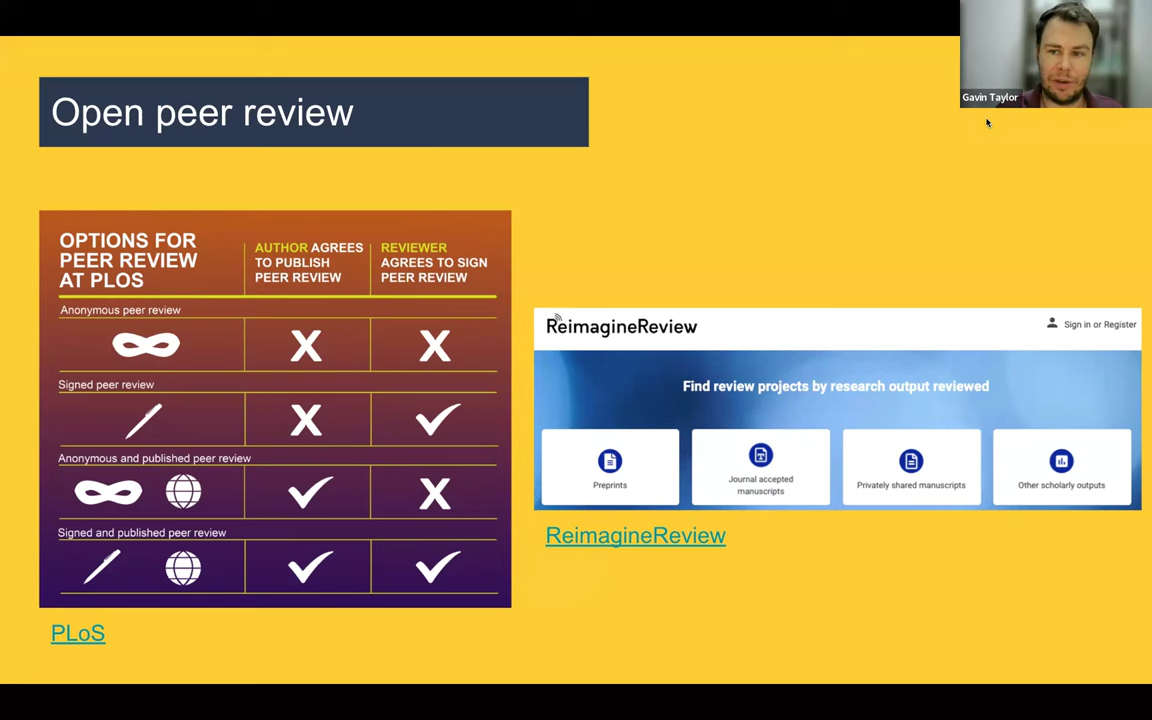 Gavin Taylor
Open peer review
OPTIONS FOR
PEER REVIEW
AT PLOS
AUTHOR AGREES
TO PUBLISH
PEER REVIEW
REVIEWER
AGREES TO SIGN
PEER REVIEW
Anonymous peer review
X X
Signed peer review
X
Anonymous and published peer review
X
Signed and published peer review
PLoS
ReimagineReview
Sign in or Register
Find review projects by research output reviewed
Preprints
Journal accepted
manuscripts
Privately shared manuscripts
Other scholarly outputs
ReimagineReview